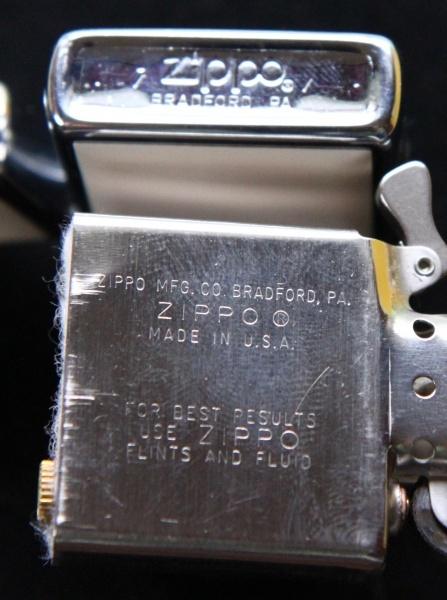 / Zippo® /
BRADFORD. PA.
ZIPPO MFG. CO. BRADFORD, PA.
ZIPPO ®
MADE IN U.S.A.
FOR BEST RESULTS
USE ZIPPO
FLINTS AND FLUID